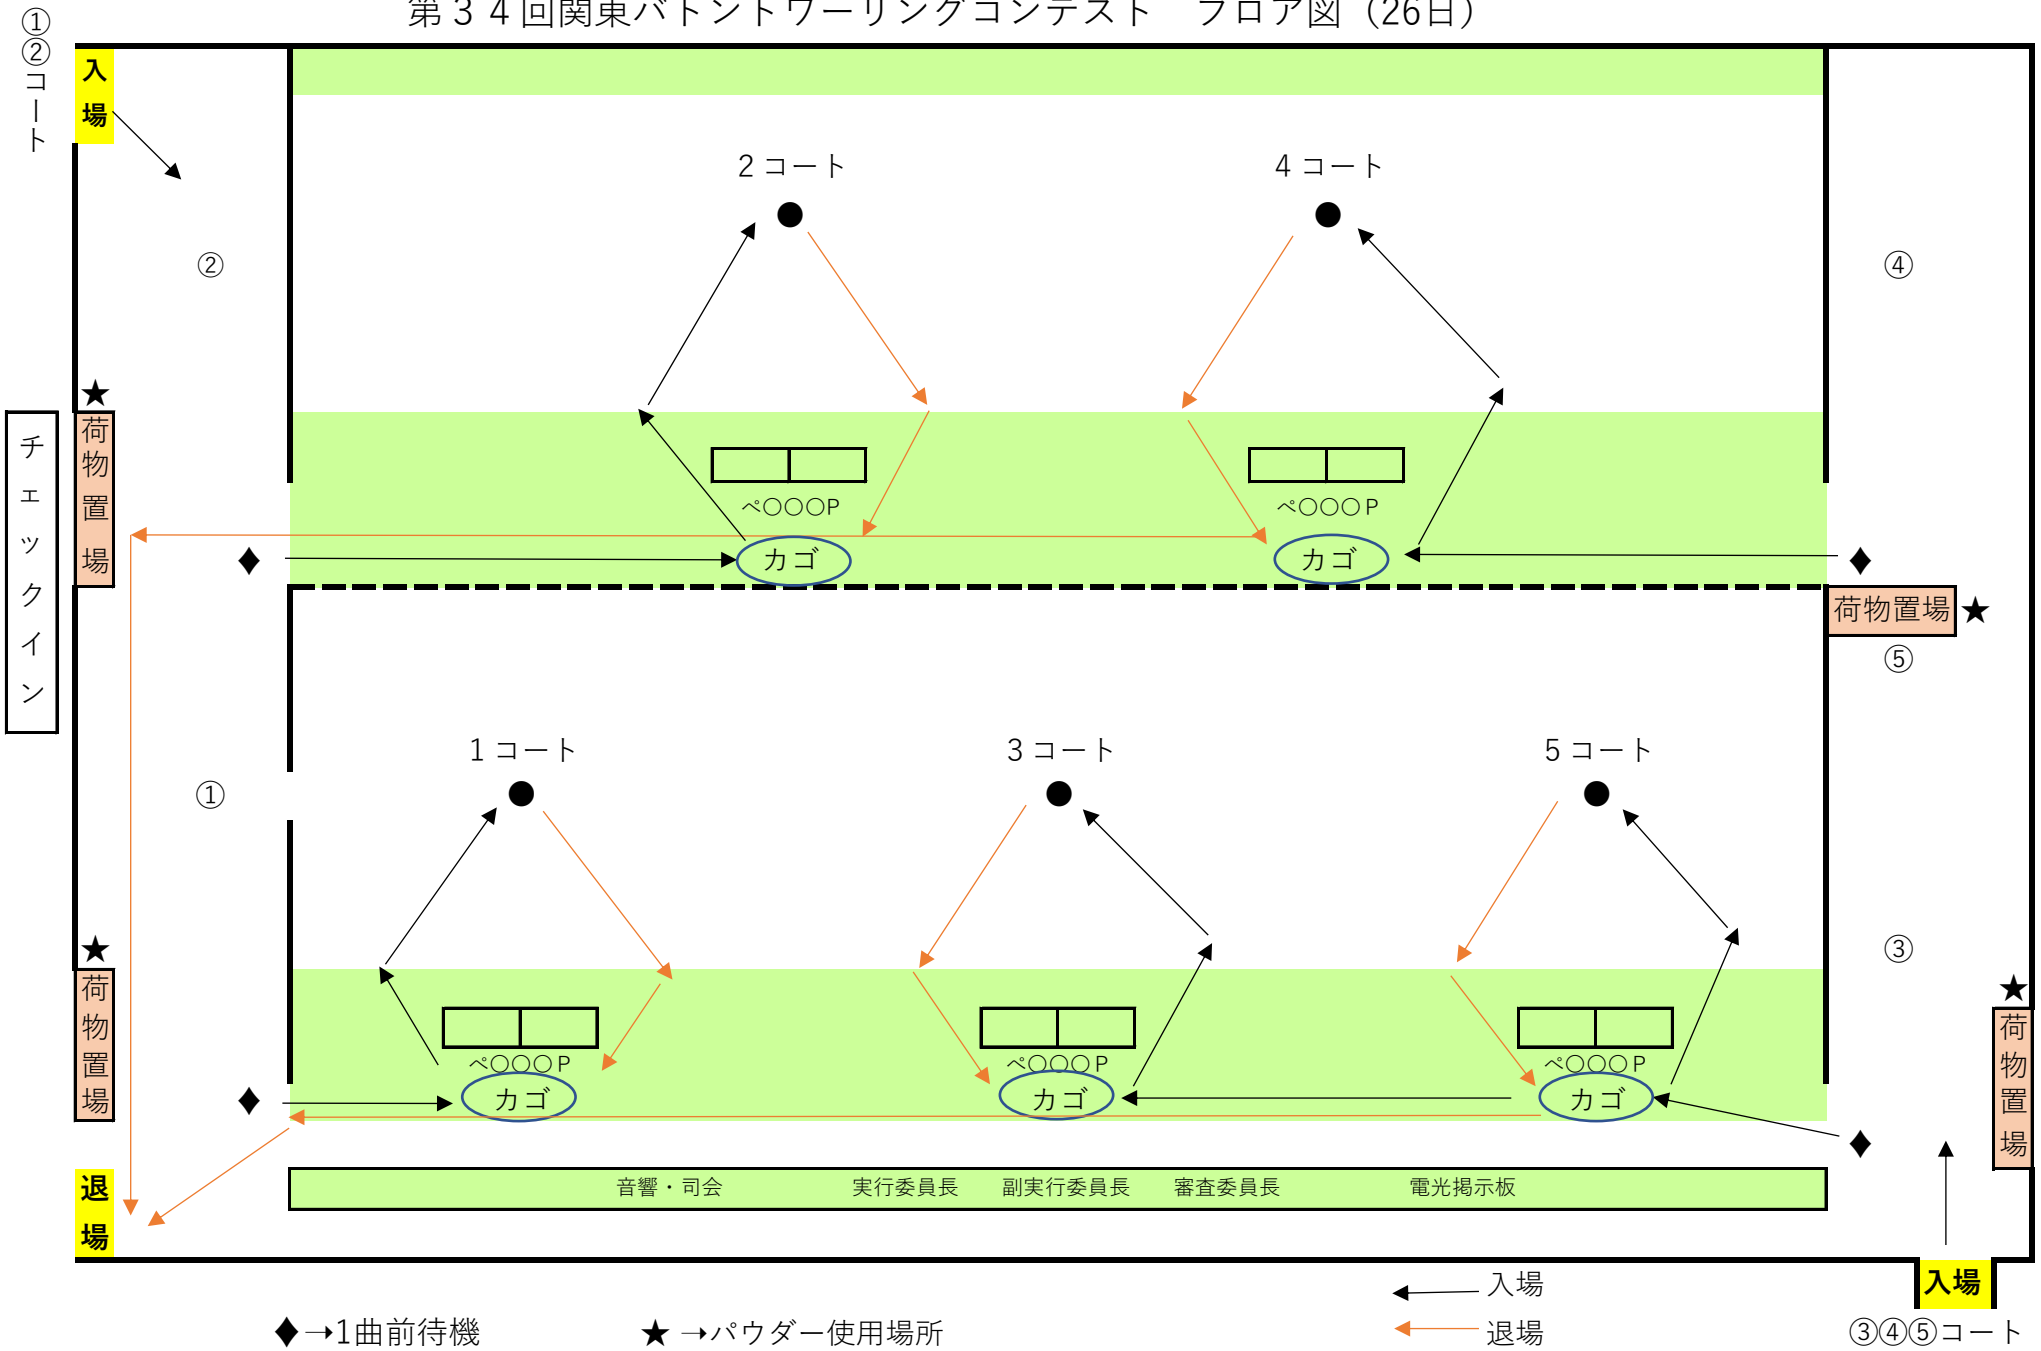 第３４回関東バトントワーリングコンテスト　フロア図（26日）
①②コート
入場
２コート
４コート
②
④
★
荷物置場
チェックイン
ペ〇〇〇P
ペ〇〇〇P
♦
カゴ
カゴ
♦
荷物置場 ★
⑤
１コート
３コート
５コート
①
③
★
荷物置場
★
荷物置場
ペ〇〇〇P
ペ〇〇〇P
ペ〇〇〇P
♦
カゴ
カゴ
カゴ
♦
退場
音響・司会
実行委員長
副実行委員長
審査委員長
電光掲示板
入場
入場
退場
♦→1曲前待機
★→パウダー使用場所
③④⑤コート